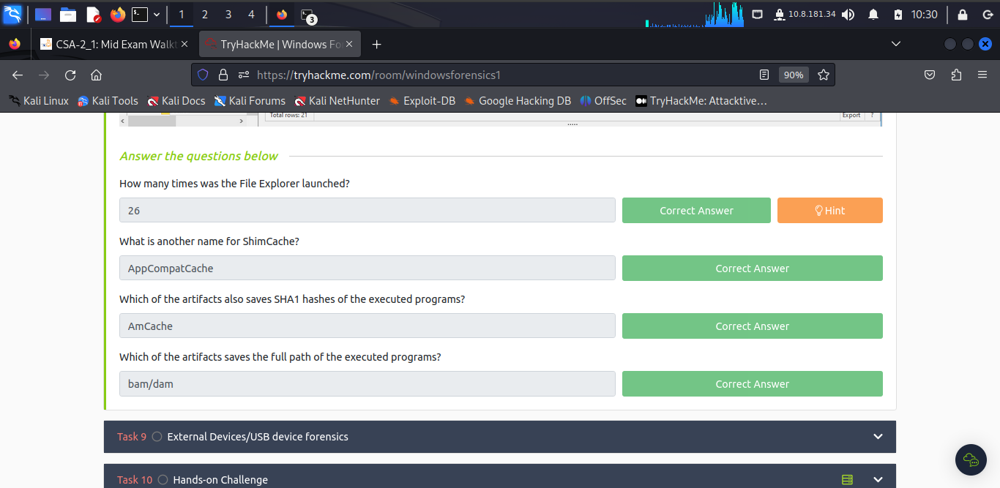 1 2 3 4 3 10.8.181.34 10:30
CSA-2_1: Mid Exam Walkt TryHackMe | Windows Fo
https://tryhackme.com/room/windowsforensics1 90%
Kali Linux Kali Tools Kali Docs Kali Forums Kali NetHunter Exploit-DB Google Hacking DB OffSec TryHackMe: Attacktive…
Total rows: 21 Export ?
Answer the questions below
How many times was the File Explorer launched?
26 Correct Answer Hint
What is another name for ShimCache?
AppCompatCache Correct Answer
Which of the artifacts also saves SHA1 hashes of the executed programs?
AmCache Correct Answer
Which of the artifacts saves the full path of the executed programs?
bam/dam Correct Answer
Task 9 External Devices/USB device forensics
Task 10 Hands-on Challenge